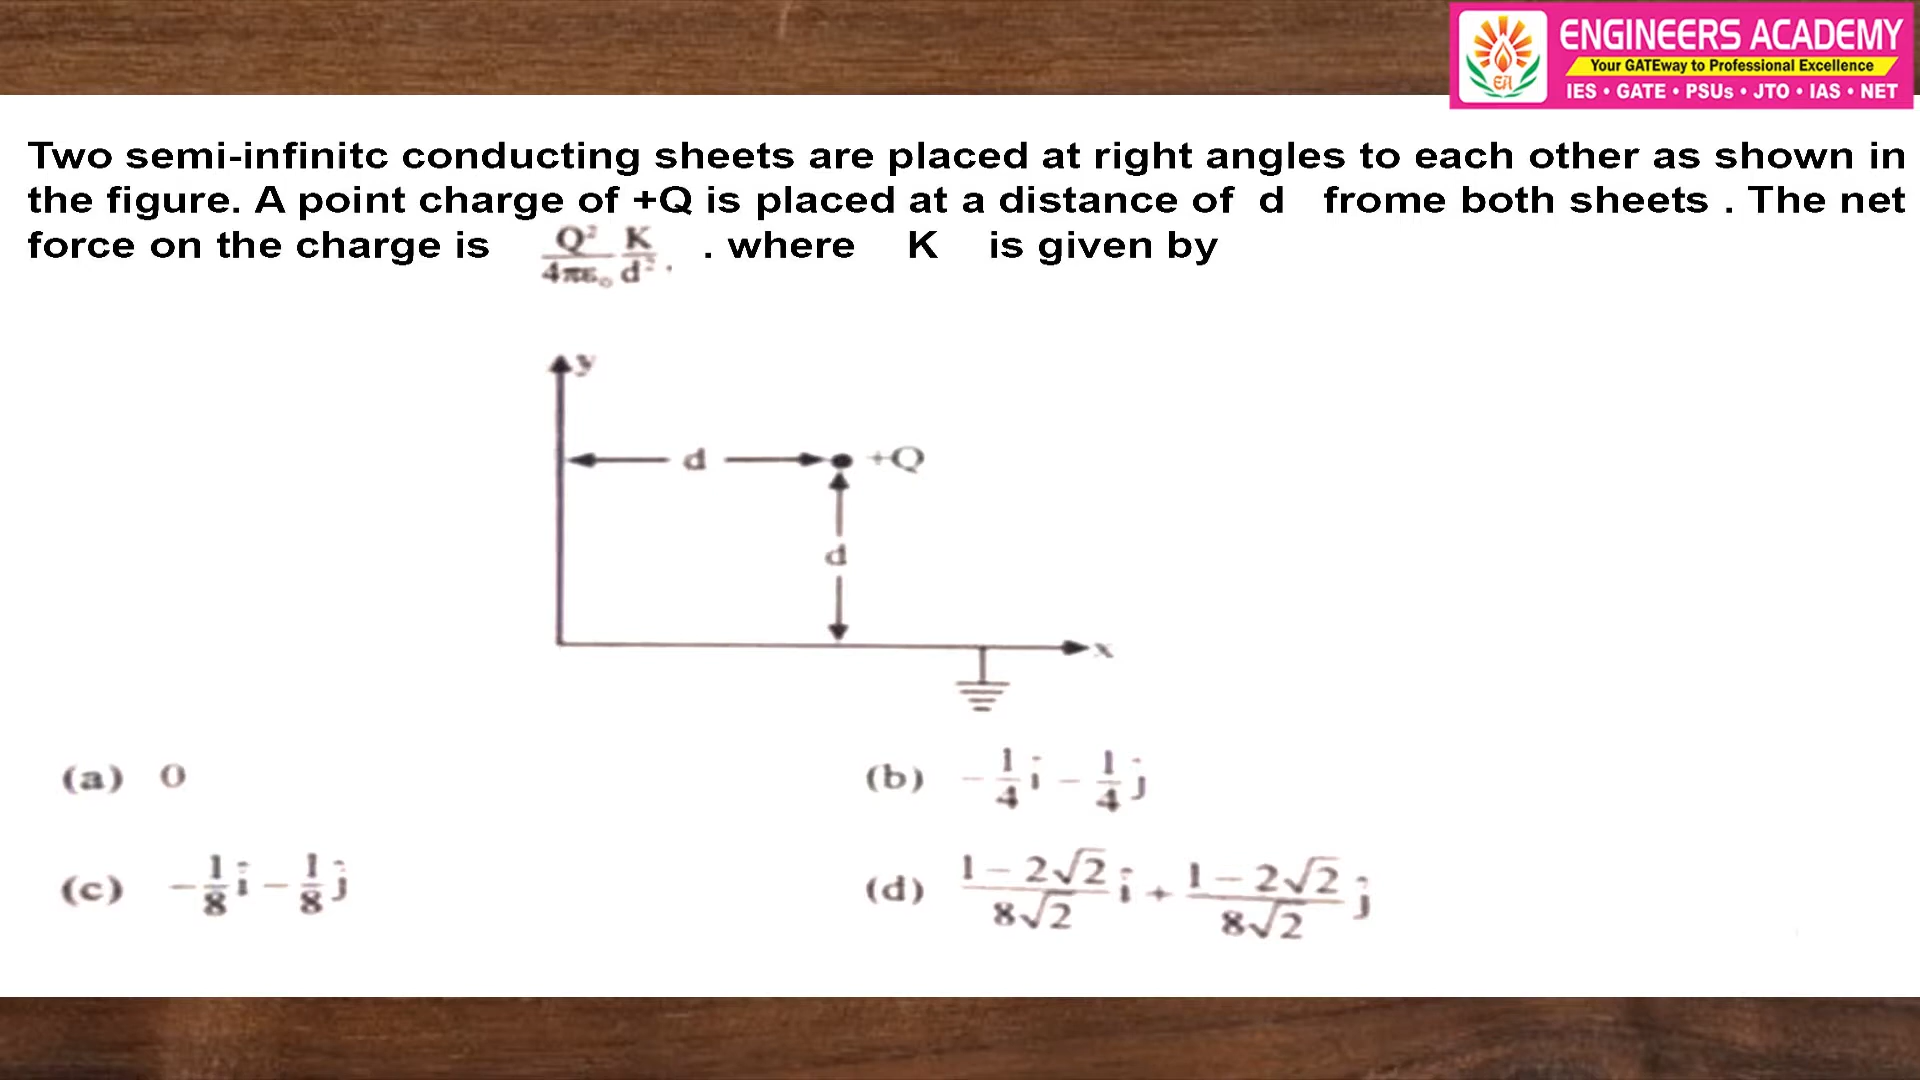 ENGINEERS ACADEMY
Your GATEway to Professional Excellence
IES • GATE • PSUs • JTO • IAS • NET
Two semi-infinitc conducting sheets are placed at right angles to each other as shown in
the figure. A point charge of +Q is placed at a distance of d frome both sheets . The net
force on the charge is Q²/4πε₀ K/d². . where K is given by
y
d +Q
d
x
(a) 0 (b) -1/4 î - 1/4 ĵ
(c) -1/8 î - 1/8 ĵ (d) 1-2√2/8√2 î + 1-2√2/8√2 ĵ